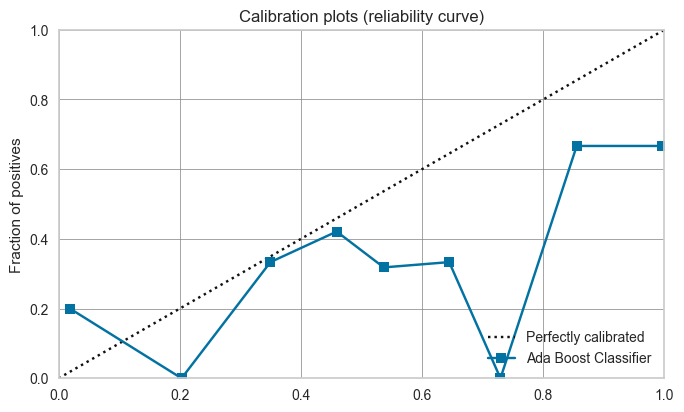 Calibration plots (reliability curve)
1.0
0.8
0.6
0.4
0.2
0.0
Fraction of positives
Perfectly calibrated
Ada Boost Classifier
0.0 0.2 0.4 0.6 0.8 1.0